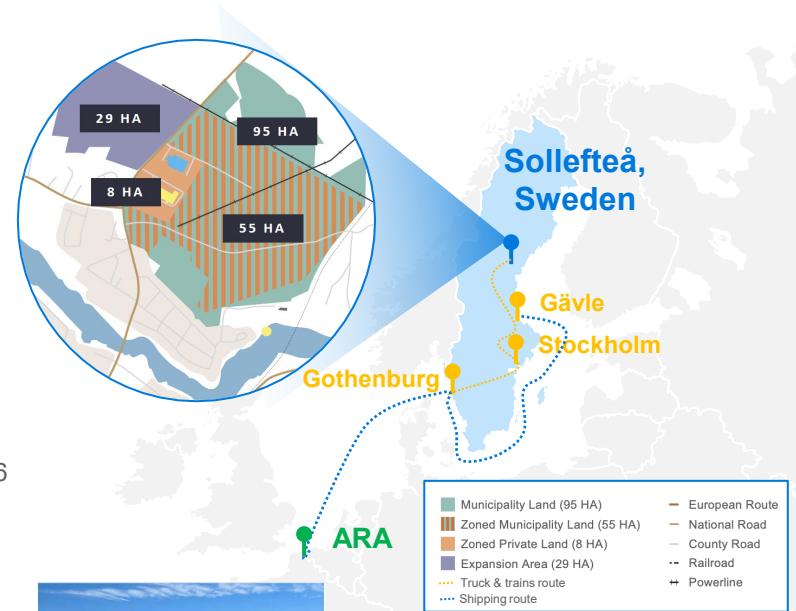 29 HA
95 HA
8 HA
55 HA
Sollefteå,
Sweden
Gävle
Stockholm
Gothenburg
6
ARA
Municipality Land (95 HA)
Zoned Municipality Land (55 HA)
Zoned Private Land (8 HA)
Expansion Area (29 HA)
Truck & trains route
Shipping route
European Route
National Road
County Road
Railroad
Powerline